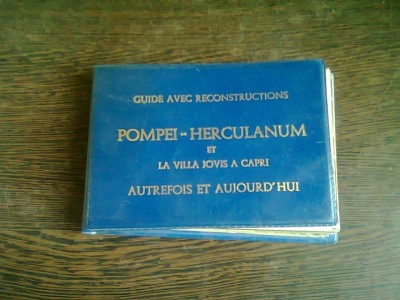 GUIDE AVEC RECONSTRUCTIONS
POMPEI - HERCULANUM
ET
LA VILLA JOVIS A CAPRI
AUTREFOIS ET AUJOURD'HUI